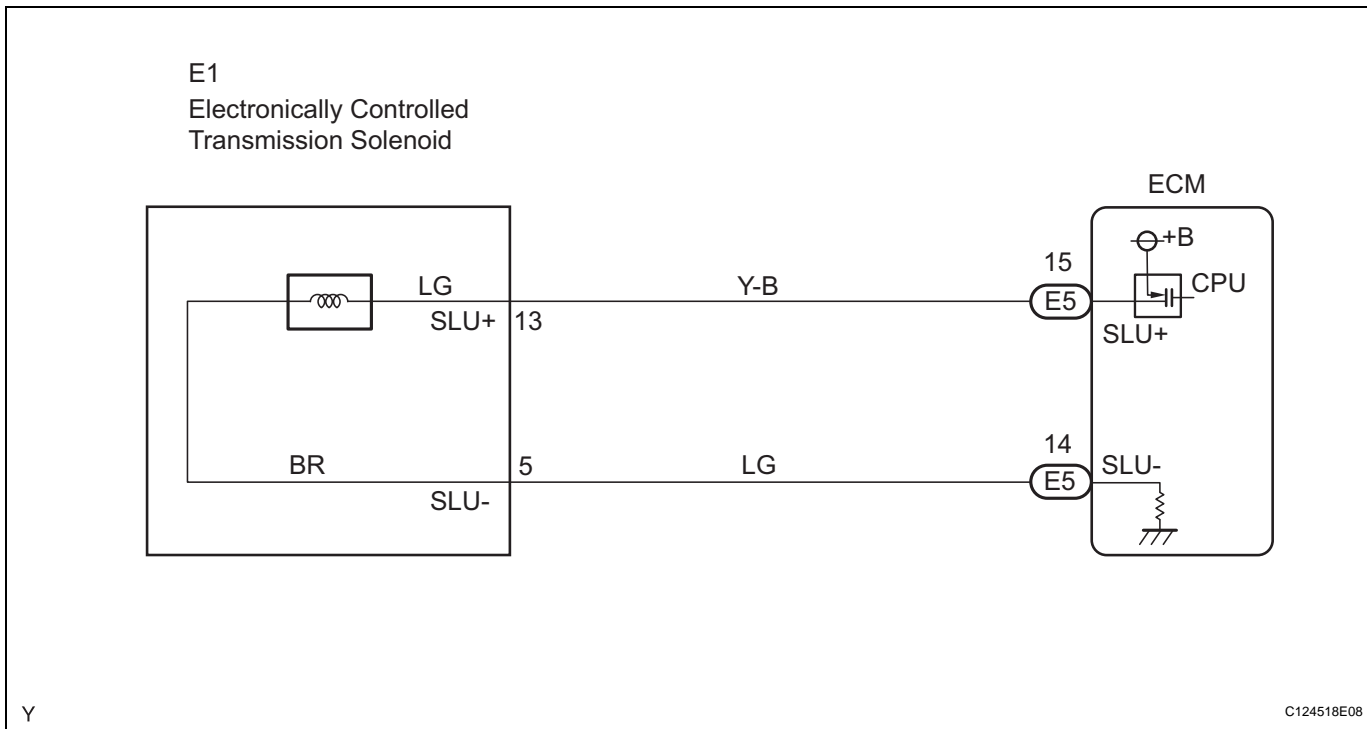 E1
Electronically Controlled
Transmission Solenoid
ECM
+B
15
LG
Y-B
E5
CPU
SLU+
13
SLU+
14
BR
5
LG
E5
SLU-
SLU-
Y
C124518E08